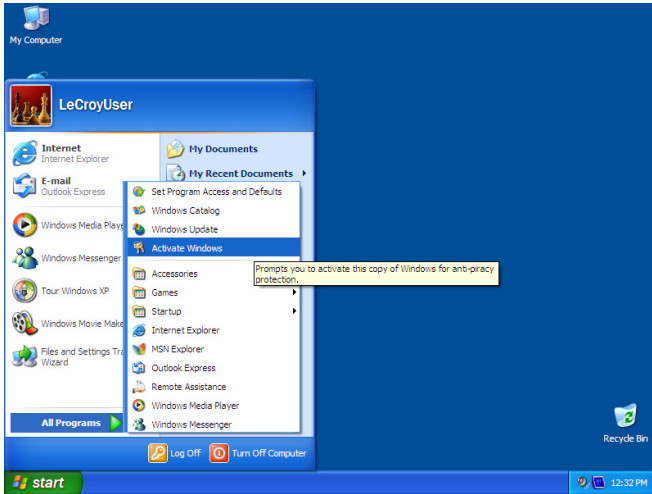 My Computer
LeCroyUser
Internet
Internet Explorer
E-mail
Outlook Express
Windows Media Playe
Windows Messenger
Tour Windows XP
Windows Movie Make
Files and Settings Tra
Wizard
All Programs
My Documents
My Recent Documents
Set Program Access and Defaults
Windows Catalog
Windows Update
Activate Windows
Prompts you to activate this copy of Windows for anti-piracy
protection.
Accessories
Games
Startup
Internet Explorer
MSN Explorer
Outlook Express
Remote Assistance
Windows Media Player
Windows Messenger
Log Off
Turn Off Computer
Recycle Bin
start
12:32 PM